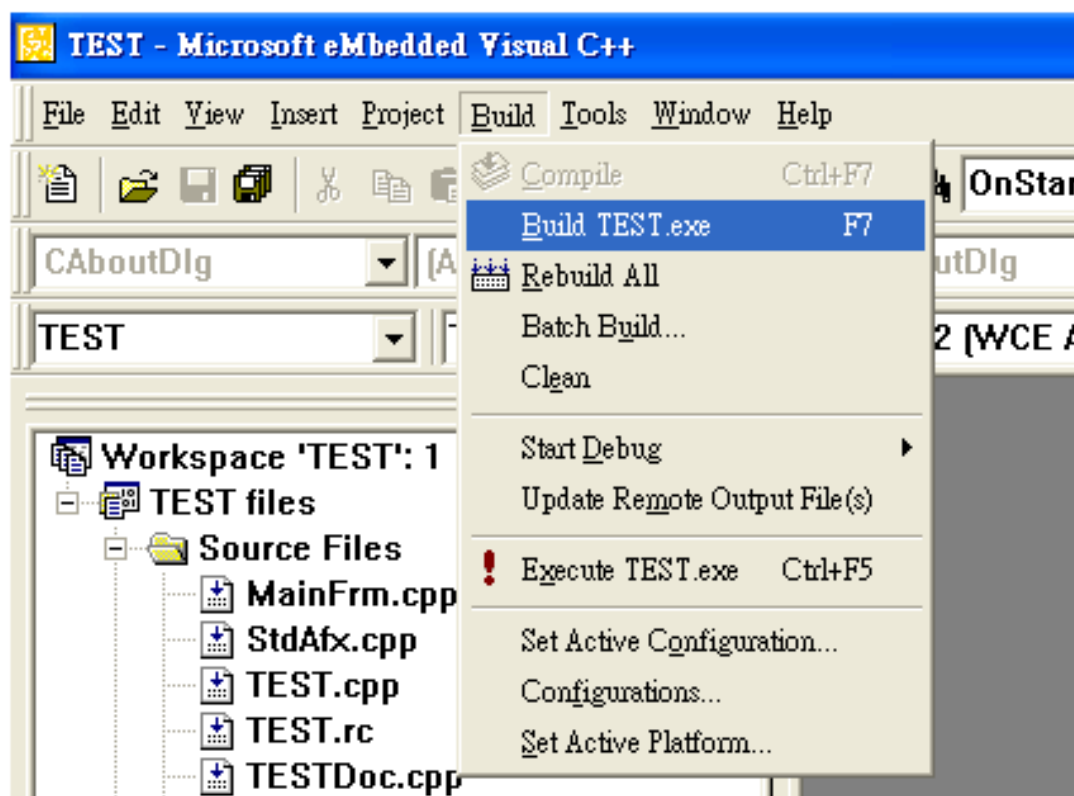 TEST - Microsoft eMbedded Visual C++
File Edit View Insert Project Build Tools Window Help
Compile Ctrl+F7
OnStar
Build TEST.exe F7
CAboutDlg (A utDlg
Rebuild All
TEST 2 (WCE A
Batch Build...
Clean
Start Debug
Update Remote Output File(s)
Execute TEST.exe Ctrl+F5
Set Active Configuration...
Configurations...
Set Active Platform...
Workspace 'TEST': 1
TEST files
Source Files
MainFrm.cpp
StdAfx.cpp
TEST.cpp
TEST.rc
TESTDoc.cpp